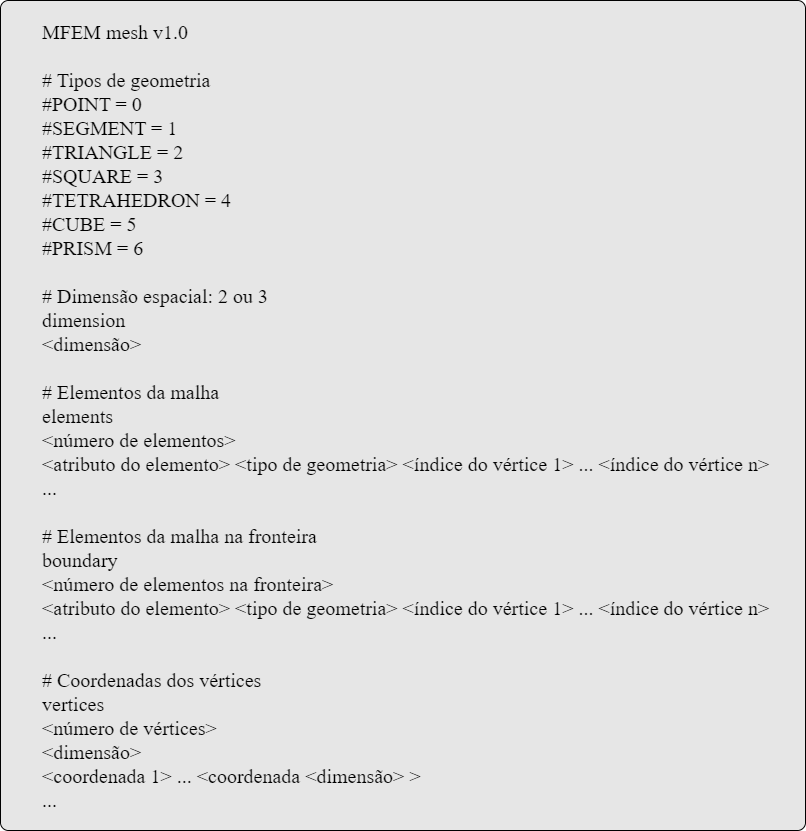 MFEM mesh v1.0
# Tipos de geometria
#POINT = 0
#SEGMENT = 1
#TRIANGLE = 2
#SQUARE = 3
#TETRAHEDRON = 4
#CUBE = 5
#PRISM = 6
# Dimensão espacial: 2 ou 3
dimension
<dimensão>
# Elementos da malha
elements
<número de elementos>
<atributo do elemento> <tipo de geometria> <índice do vértice 1> ... <índice do vértice n>
...
# Elementos da malha na fronteira
boundary
<número de elementos na fronteira>
<atributo do elemento> <tipo de geometria> <índice do vértice 1> ... <índice do vértice n>
...
# Coordenadas dos vértices
vertices
<número de vértices>
<dimensão>
<coordenada 1> ... <coordenada <dimensão> >
...